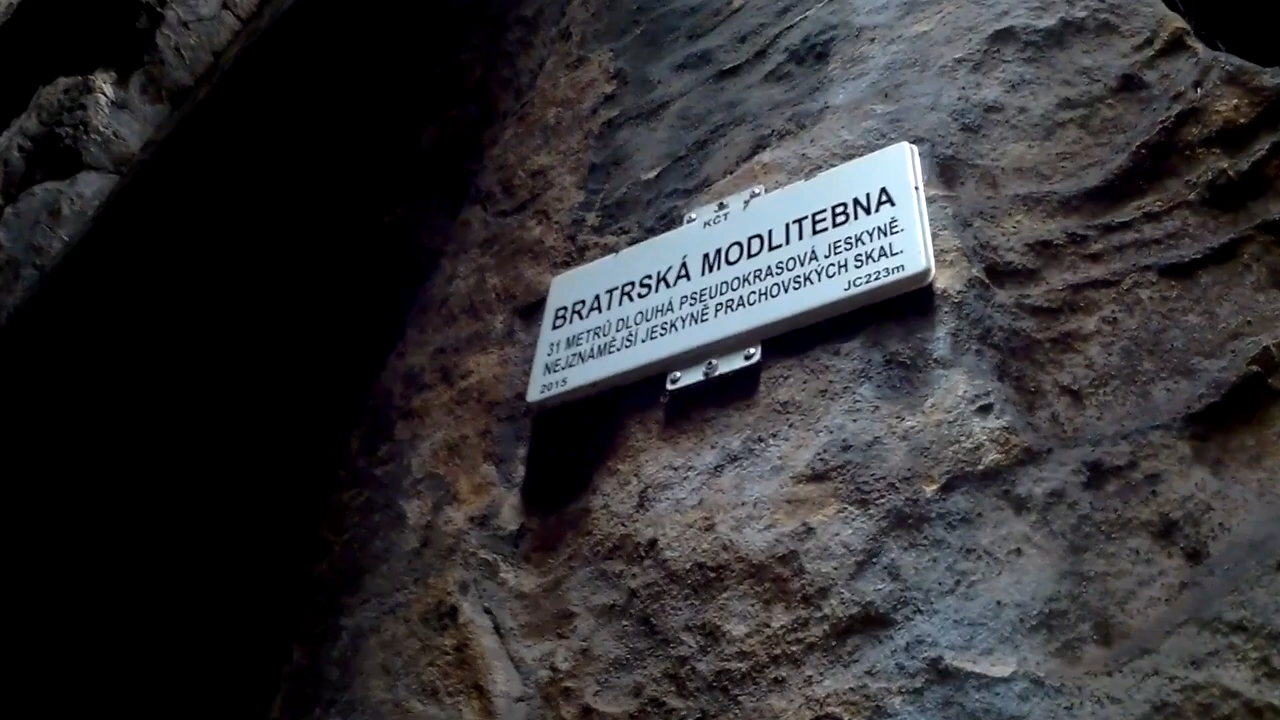 KČT
BRATRSKÁ MODLITEBNA
31 METRŮ DLOUHÁ PSEUDOKRASOVÁ JESKYNĚ.
NEJZNÁMĚJŠÍ JESKYNĚ PRACHOVSKÝCH SKAL.
2015 JC223m